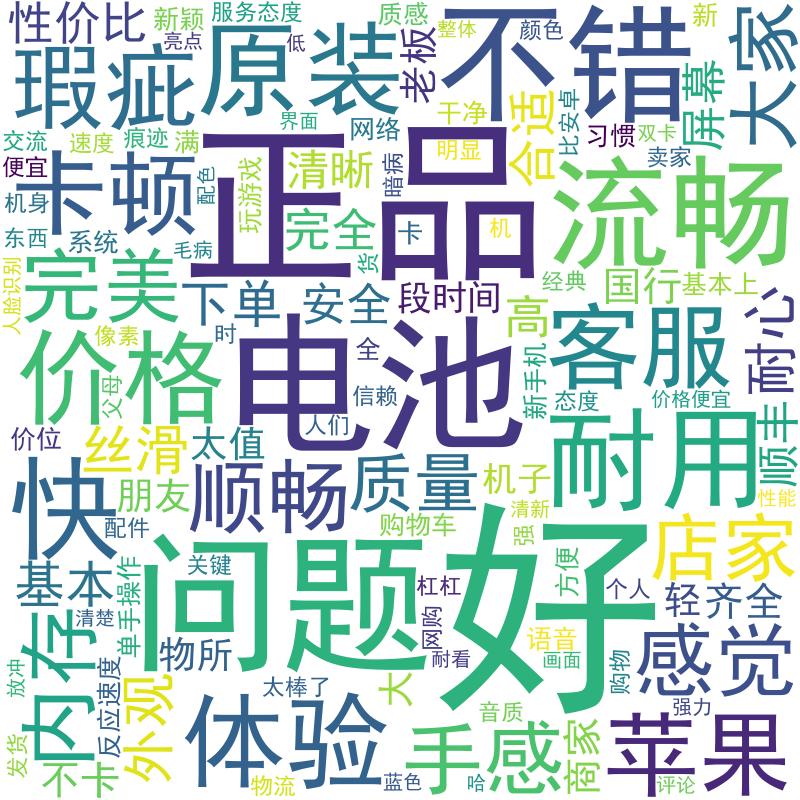 性价比
新颖
服务态度
质感
整体
颜色
新
亮点
低
老板
不错
大家
瑕疵
原装
屏幕
干净
合适
比安卓
习惯
双卡
卖家
界面
网络
交流
速度
痕迹
满
正品
清晰
暗病
明显
便宜
卡顿
配色
玩游戏
流畅
机身
完全
卡
机
东西
系统
毛病
货
人脸识别
完美
下单
安全
段时间
高
经典
国行
基本上
耐心
像素
时
全
电池
客服
价格
父母
信赖
新手机
态度
价格便宜
人们
价位
丝滑
太值
耐用
顺丰
快
朋友
顺畅
质量
机子
清新
性能
配件
购物车
强
店家
问题
好
关键
方便
基本
单手操作
杠杠
个人
轻齐全
清楚
内存
物所
网购
语音
感觉
耐看
画面
购物
放冲
反应速度
外观
太棒了
大
体验
音质
强力
手感
商家
苹果
发货
不卡
物流
蓝色
哈
评论